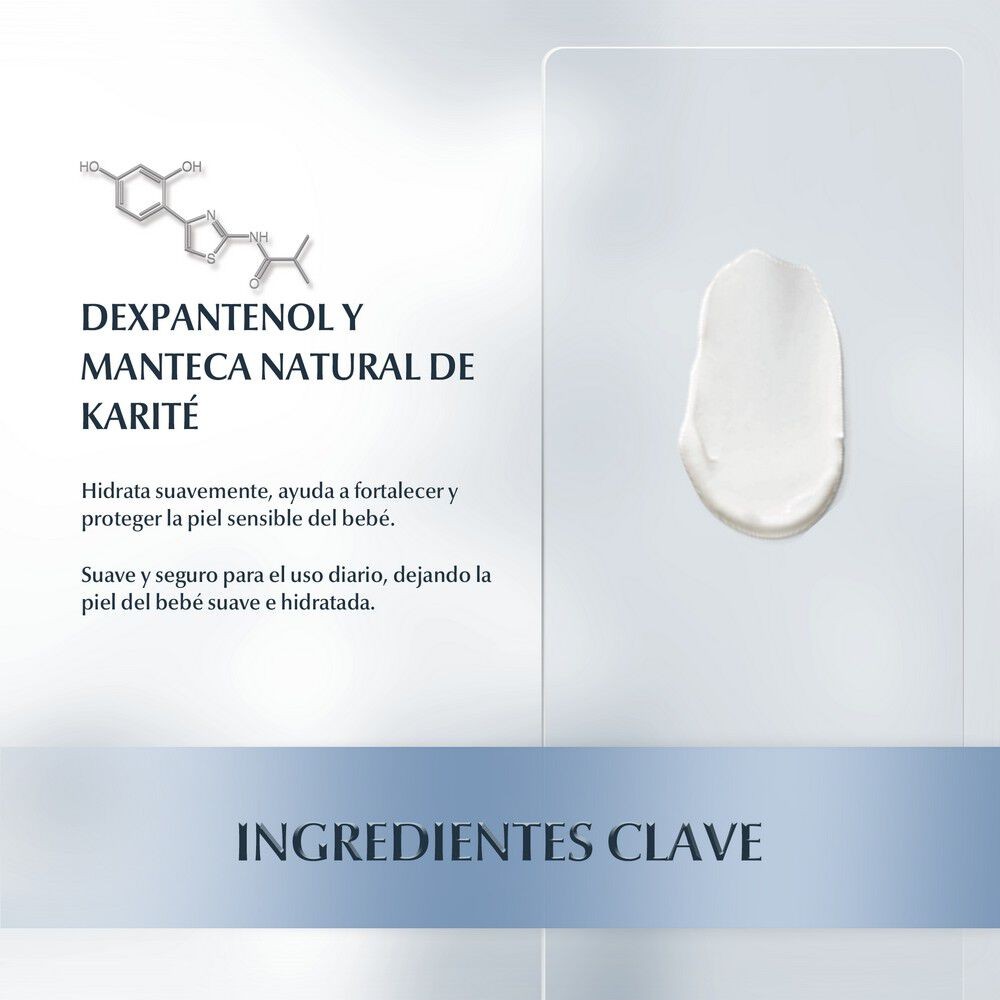 HO
OH
N
NH
S
O
DEXPANTENOL Y
MANTECA NATURAL DE
KARITÉ
Hidrata suavemente, ayuda a fortalecer y
proteger la piel sensible del bebé.
Suave y seguro para el uso diario, dejando la
piel del bebé suave e hidratada.
INGREDIENTES CLAVE